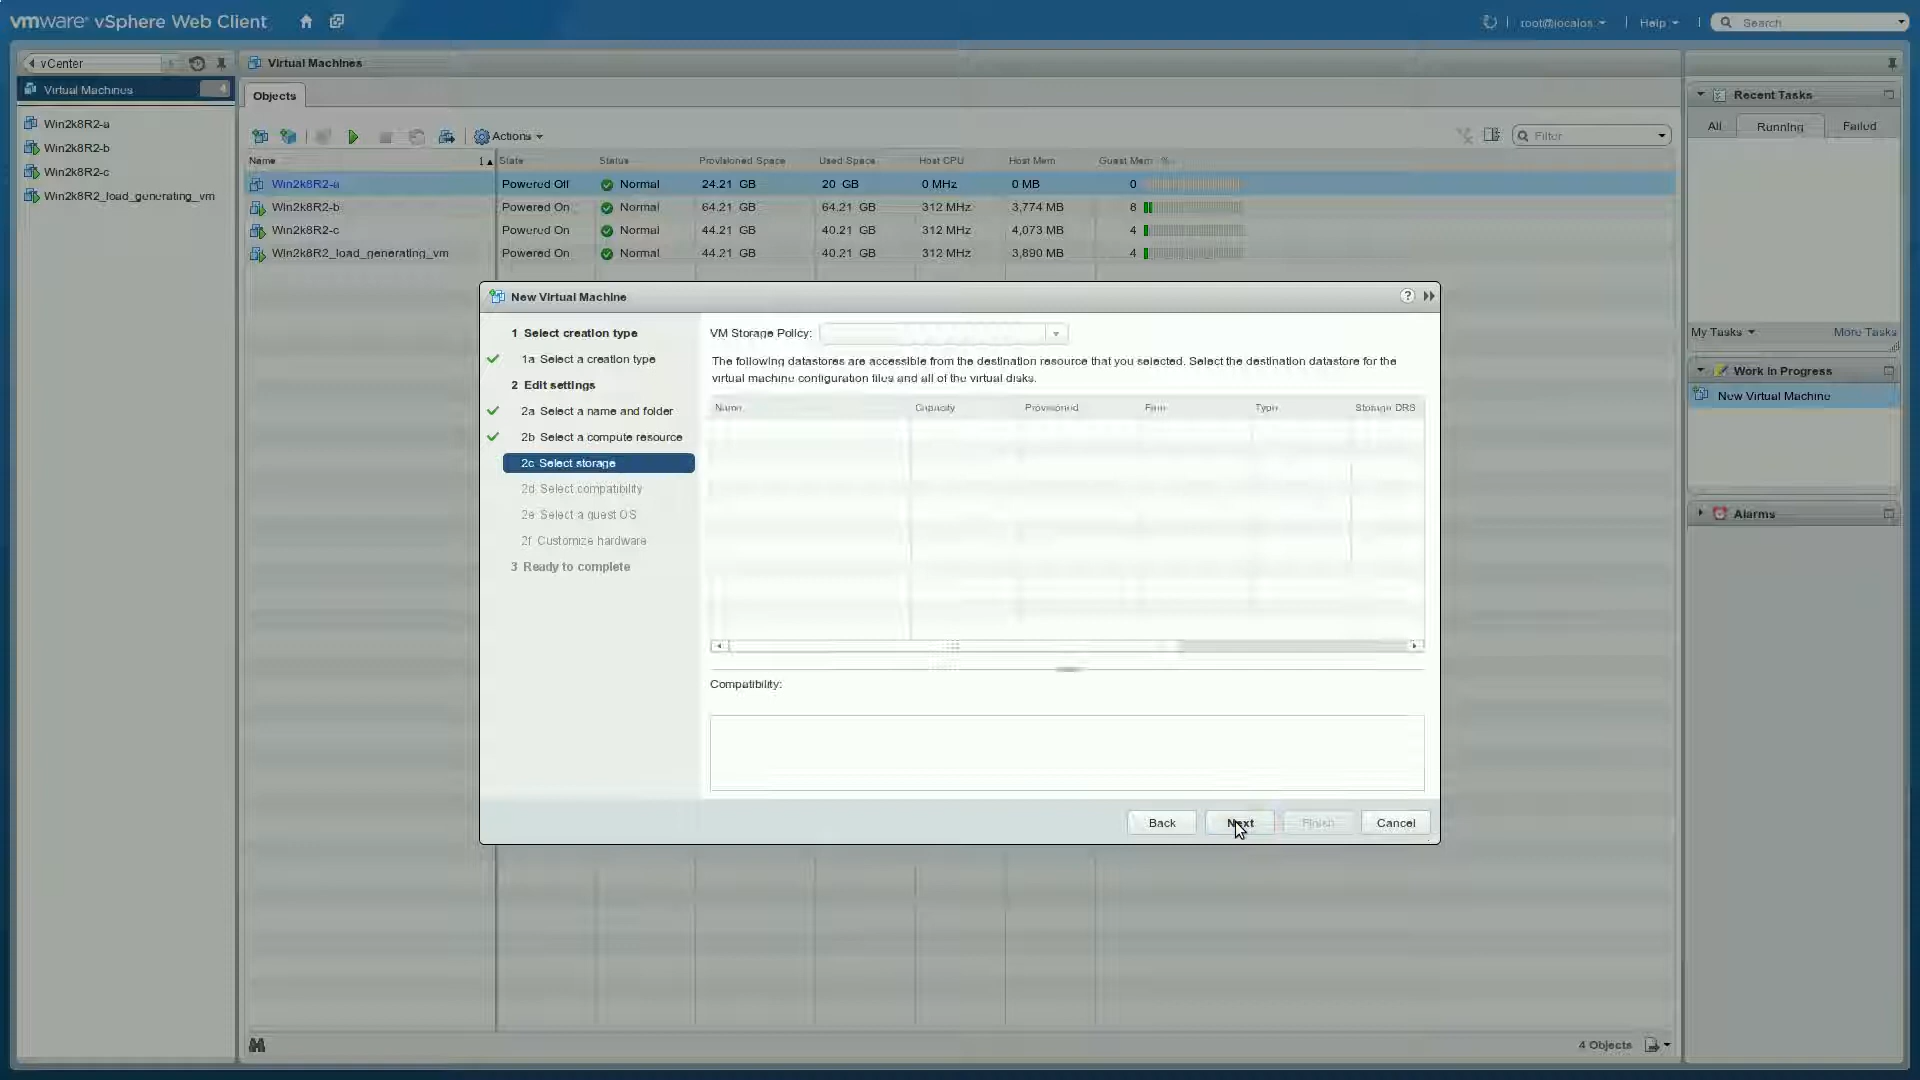 vmware vSphere Web Client
root@localos
Help
Search
vCenter
Virtual Machines
4
Win2k8R2-a
Win2k8R2-b
Win2k8R2-c
Win2k8R2_load_generating_vm
Virtual Machines
Objects
Actions
Filter
Name 1 State Status Provisioned Space Used Space Host CPU Host Mem Guest Mem - %
Win2k8R2-a Powered Off Normal 24.21 GB 20 GB 0 MHz 0 MB 0
Win2k8R2-b Powered On Normal 64.21 GB 64.21 GB 312 MHz 3,774 MB 8
Win2k8R2-c Powered On Normal 44.21 GB 40.21 GB 312 MHz 4,073 MB 4
Win2k8R2_load_generating_vm Powered On Normal 44.21 GB 40.21 GB 312 MHz 3,890 MB 4
New Virtual Machine
?
1 Select creation type
1a Select a creation type
2 Edit settings
2a Select a name and folder
2b Select a compute resource
2c Select storage
2d Select compatibility
2e Select a guest OS
2f Customize hardware
3 Ready to complete
VM Storage Policy:
The following datastores are accessible from the destination resource that you selected. Select the destination datastore for the
virtual machine configuration files and all of the virtual disks.
Name Capacity Provisioned Free Type Storage DRS
Compatibility:
Back Next Finish Cancel
4 Objects
Recent Tasks
All Running Failed
My Tasks More Tasks
Work In Progress
New Virtual Machine
Alarms